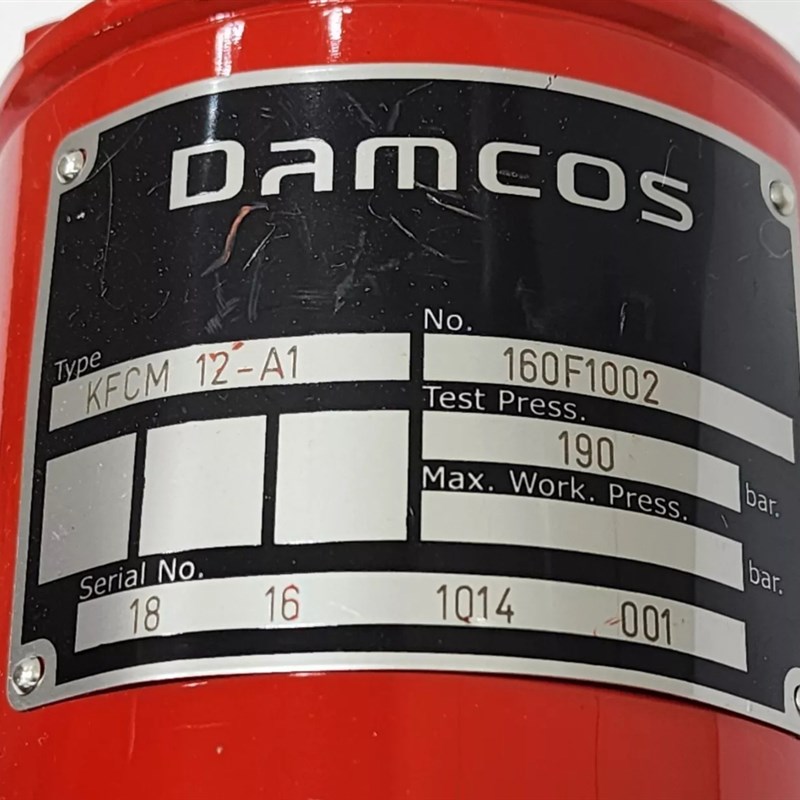 DAMCOS
Type
KFCM 12-A1
No.
160F1002
Test Press.
190
bar.
Max. Work. Press.
bar.
Serial No.
18 16 1014 001